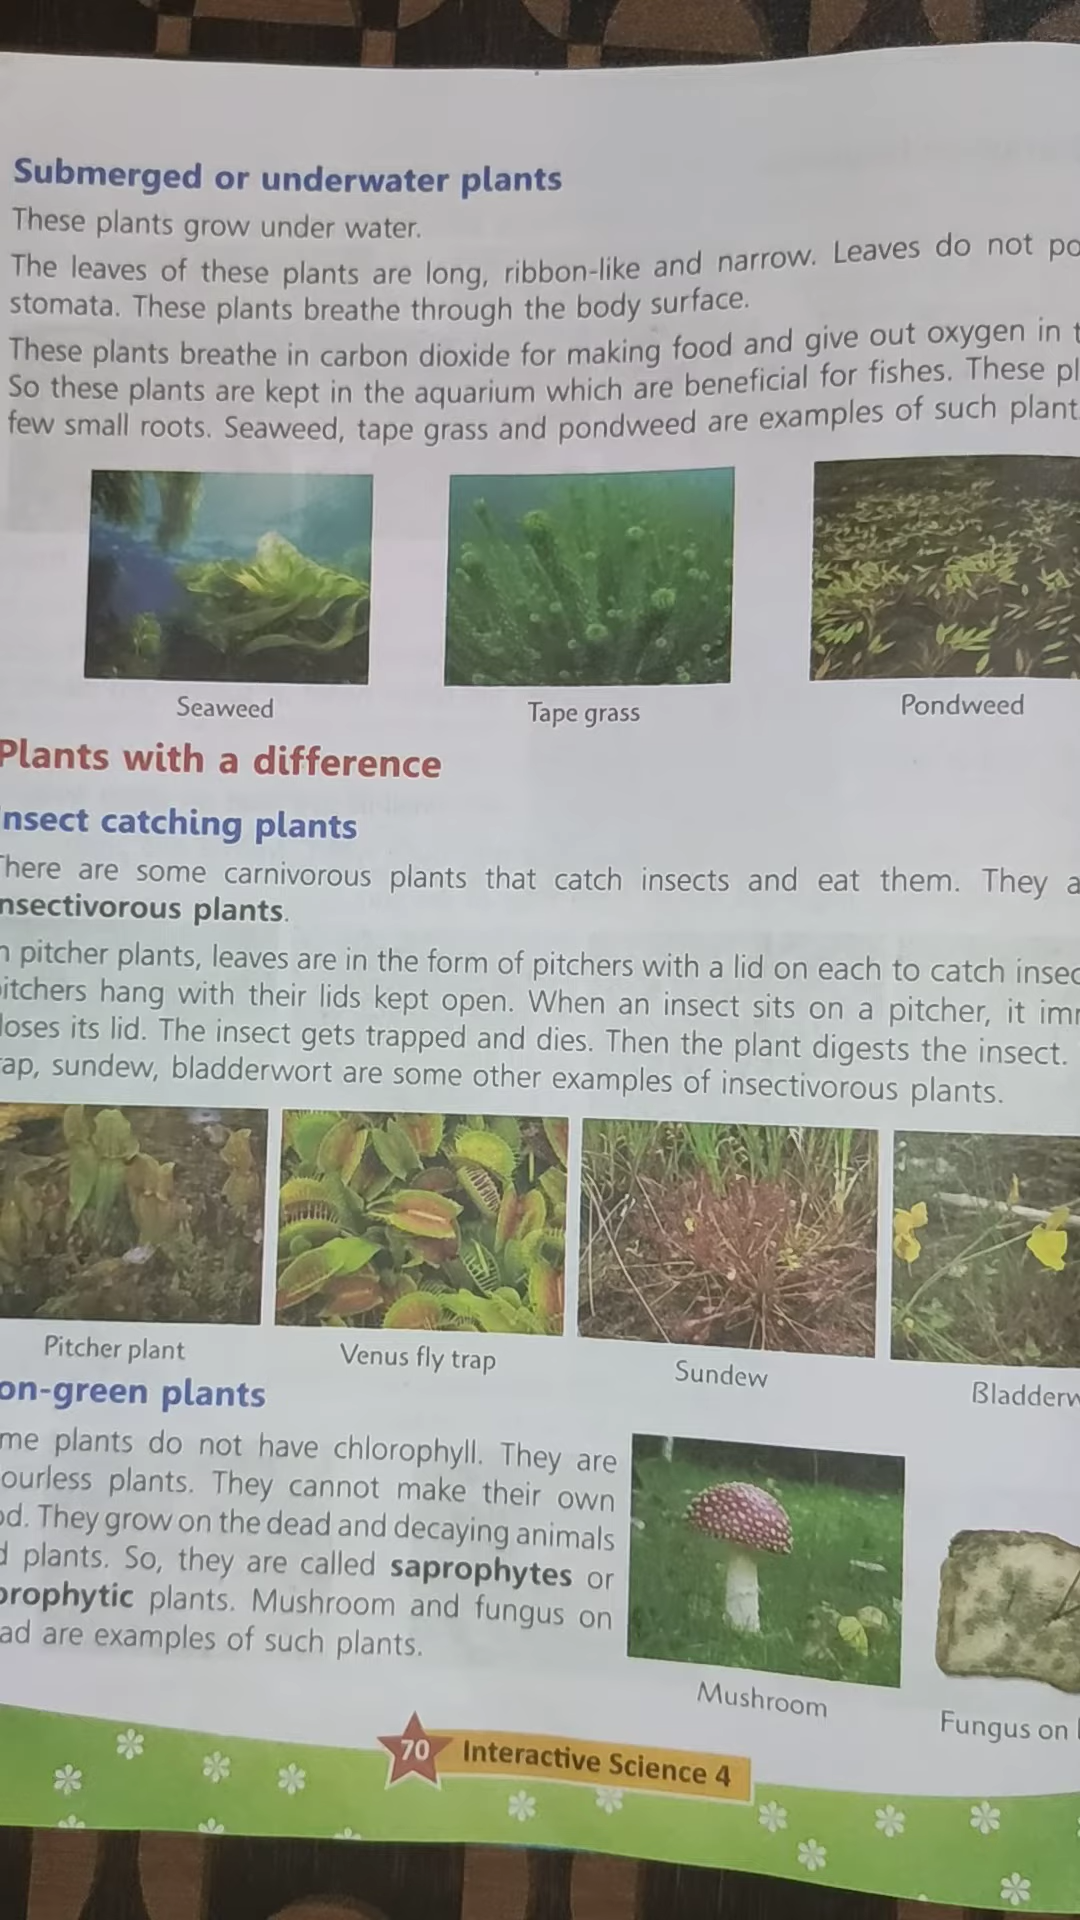 Submerged or underwater plants
These plants grow under water.
The leaves of these plants are long, ribbon-like and narrow. Leaves do not po
stomata. These plants breathe through the body surface.
These plants breathe in carbon dioxide for making food and give out oxygen in t
So these plants are kept in the aquarium which are beneficial for fishes. These pl
few small roots. Seaweed, tape grass and pondweed are examples of such plant
Seaweed
Tape grass
Pondweed
Plants with a difference
nsect catching plants
There are some carnivorous plants that catch insects and eat them. They a
nsectivorous plants.
n pitcher plants, leaves are in the form of pitchers with a lid on each to catch insec
itchers hang with their lids kept open. When an insect sits on a pitcher, it imm
loses its lid. The insect gets trapped and dies. Then the plant digests the insect.
ap, sundew, bladderwort are some other examples of insectivorous plants.
Pitcher plant
Venus fly trap
Sundew
Bladderw
on-green plants
me plants do not have chlorophyll. They are
ourless plants. They cannot make their own
od. They grow on the dead and decaying animals
d plants. So, they are called saprophytes or
prophytic plants. Mushroom and fungus on
ad are examples of such plants.
Mushroom
Fungus on
70 Interactive Science 4